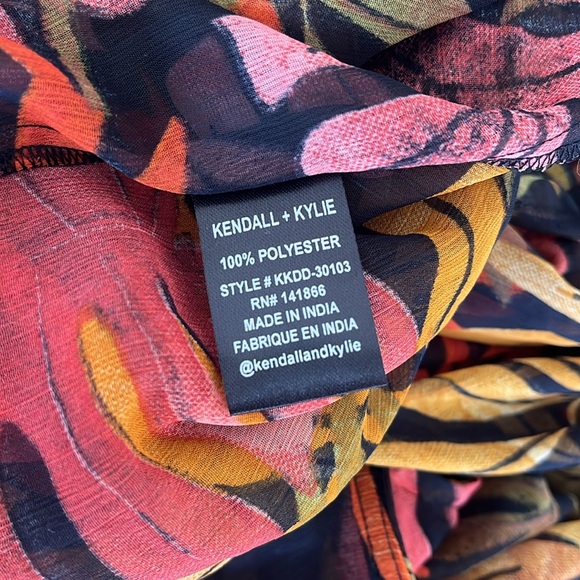 KENDALL + KYLIE
100% POLYESTER
STYLE # KKDD-30103
RN# 141866
MADE IN INDIA
FABRIQUE EN INDIA
@kendallandkylie